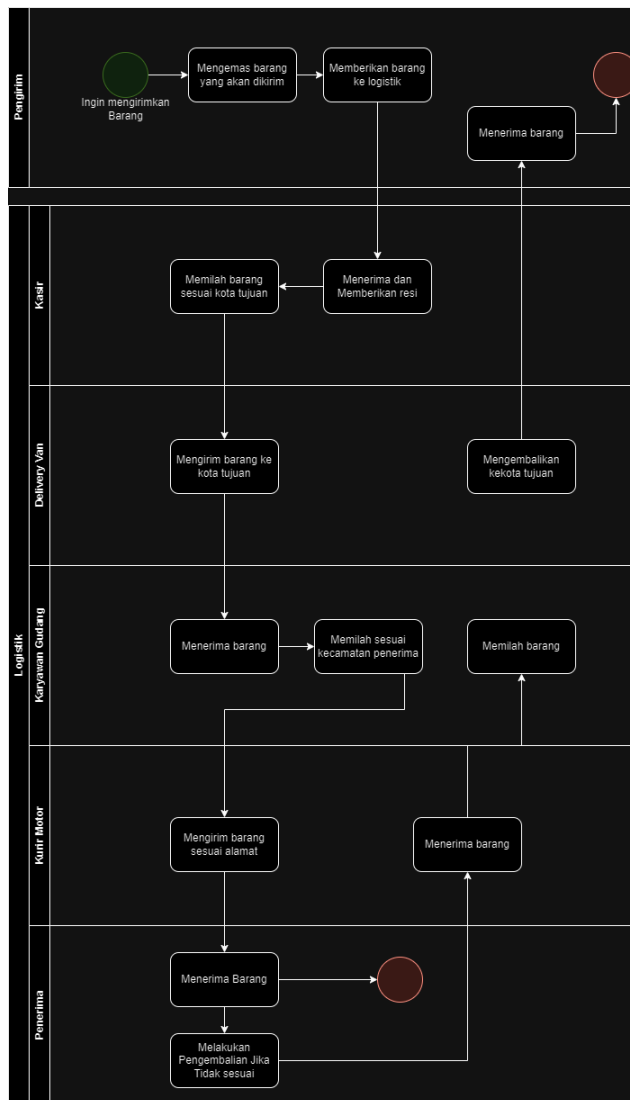 Pengirim
Ingin mengirimkan
Barang
Mengemas barang
yang akan dikirim
Memberikan barang
ke logistik
Menerima barang
Logistik
Kasir
Memilah barang
sesuai kota tujuan
Menerima dan
Memberikan resi
Delivery Van
Mengirim barang ke
kota tujuan
Mengembalikan
kekota tujuan
Karyawan Gudang
Menerima barang
Memilah sesuai
kecamatan penerima
Memilah barang
Kurir Motor
Mengirim barang
sesuai alamat
Menerima barang
Penerima
Menerima Barang
Melakukan
Pengembalian Jika
Tidak sesuai